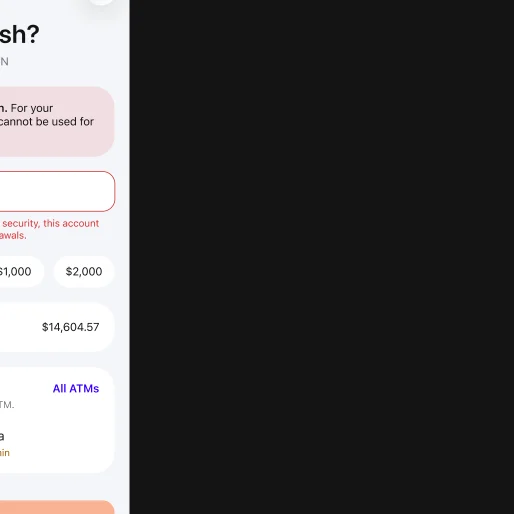 sh?
N
n. For your
cannot be used for
security, this account
awals.
$1,000
$2,000
$14,604.57
All ATMs
TM.
a
in